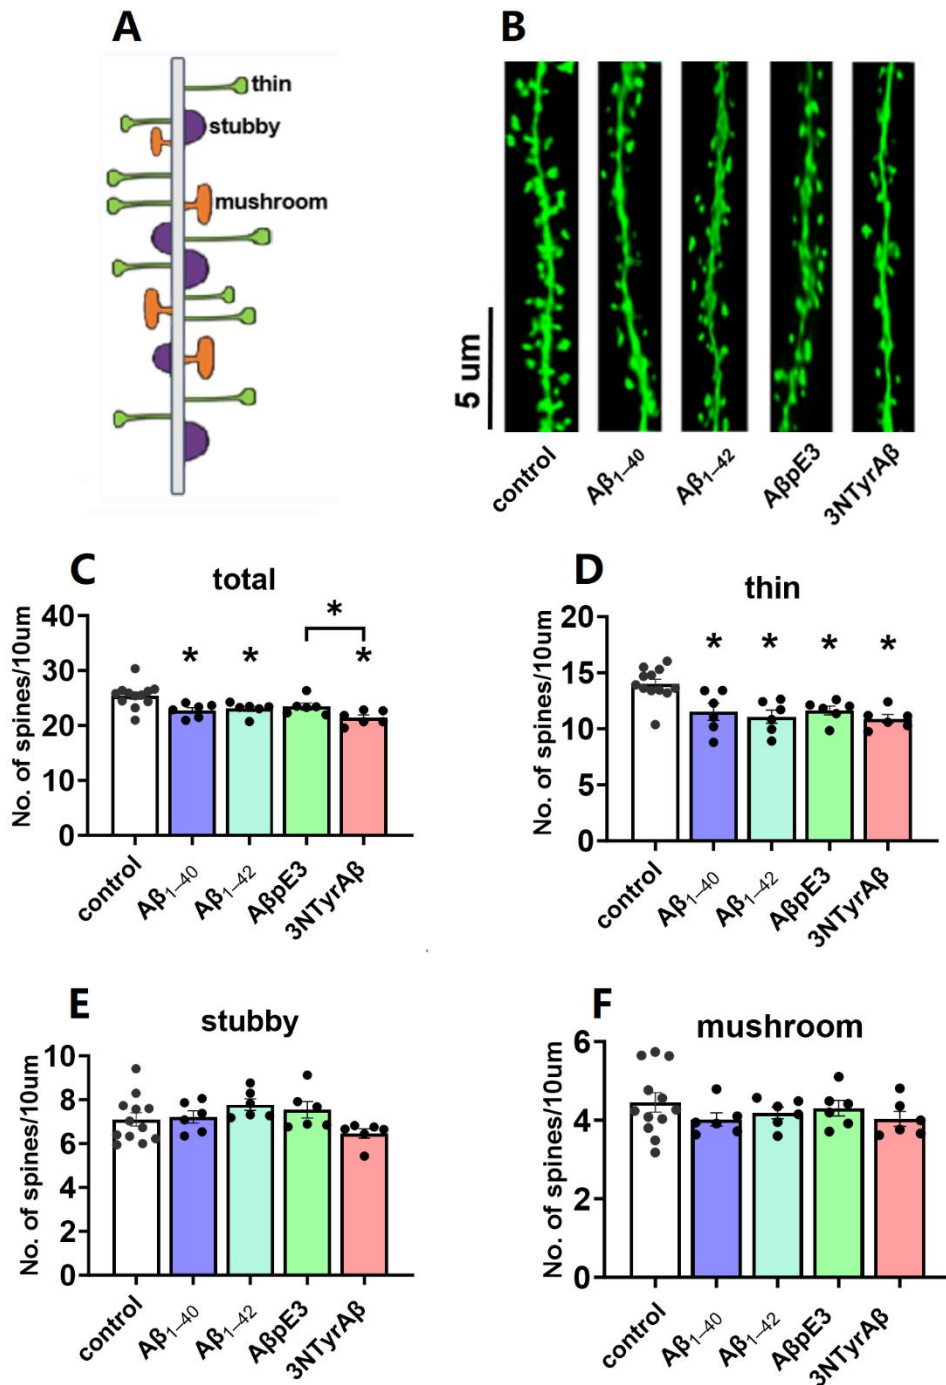 A
thin
stubby
mushroom
B
5 um
control
Aβ1–40
Aβ1–42
AβpE3
3NTyrAβ
C
total
No. of spines/10um
40
30
20
10
0
* * * *
control
Aβ1–40
Aβ1–42
AβpE3
3NTyrAβ
D
thin
No. of spines/10um
20
15
10
5
0
* * * *
control
Aβ1–40
Aβ1–42
AβpE3
3NTyrAβ
E
stubby
No. of spines/10um
10
8
6
4
2
0
control
Aβ1–40
Aβ1–42
AβpE3
3NTyrAβ
F
mushroom
No. of spines/10um
6
4
2
0
control
Aβ1–40
Aβ1–42
AβpE3
3NTyrAβ